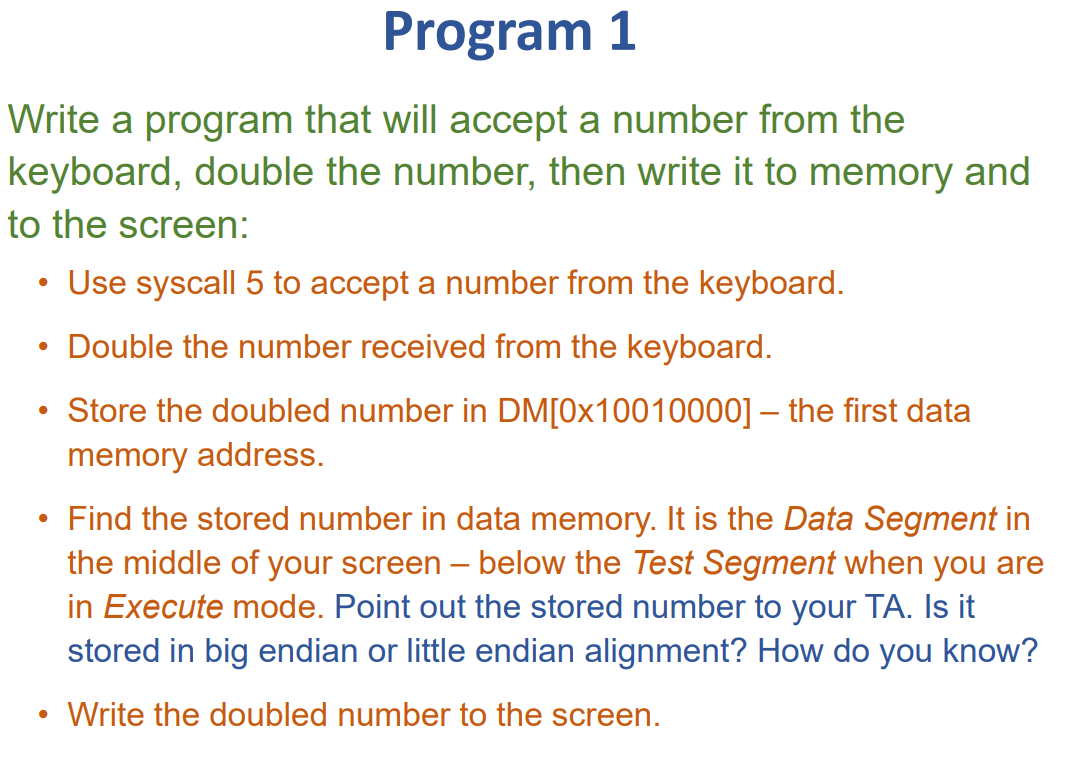 Program 1
Write a program that will accept a number from the
keyboard, double the number, then write it to memory and
to the screen:
• Use syscall 5 to accept a number from the keyboard.
• Double the number received from the keyboard.
• Store the doubled number in DM[0x10010000] – the first data
memory address.
• Find the stored number in data memory. It is the Data Segment in
the middle of your screen – below the Test Segment when you are
in Execute mode. Point out the stored number to your TA. Is it
stored in big endian or little endian alignment? How do you know?
• Write the doubled number to the screen.